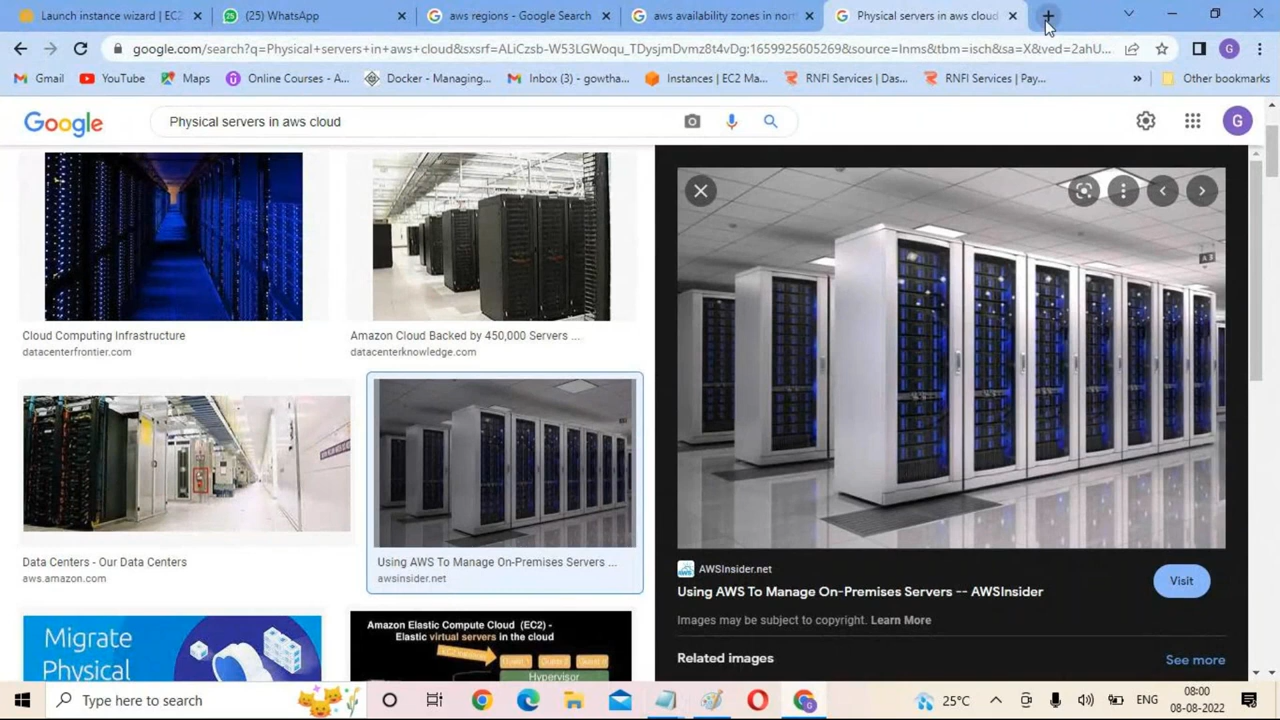 Launch instance wizard | EC2
(25) WhatsApp
aws regions - Google Search
aws availability zones in nort
Physical servers in aws cloud
google.com/search?q=Physical+servers+in+aws+cloud&sxsrf=ALiCzsb-W53LGWoqu_TDysjmDvmz8t4vDg:1659925605269&source=lnms&tbm=isch&sa=X&ved=2ahU...
Gmail
YouTube
Maps
Online Courses - A...
Docker - Managing...
Inbox (3) - gowtha...
Instances | EC2 Ma...
RNFI Services | Das...
RNFI Services | Pay...
Other bookmarks
Google
Physical servers in aws cloud
G
Cloud Computing Infrastructure
datacenterfrontier.com
Amazon Cloud Backed by 450,000 Servers ...
datacenterknowledge.com
Data Centers - Our Data Centers
aws.amazon.com
Using AWS To Manage On-Premises Servers ...
awsinsider.net
Migrate
Physical
Amazon Elastic Compute Cloud (EC2) -
Elastic virtual servers in the cloud
Hypervisor
A3
AWSInsider.net
Using AWS To Manage On-Premises Servers -- AWSInsider
Visit
Images may be subject to copyright. Learn More
Related images
See more
Type here to search
25°C
ENG
08:00
08-08-2022